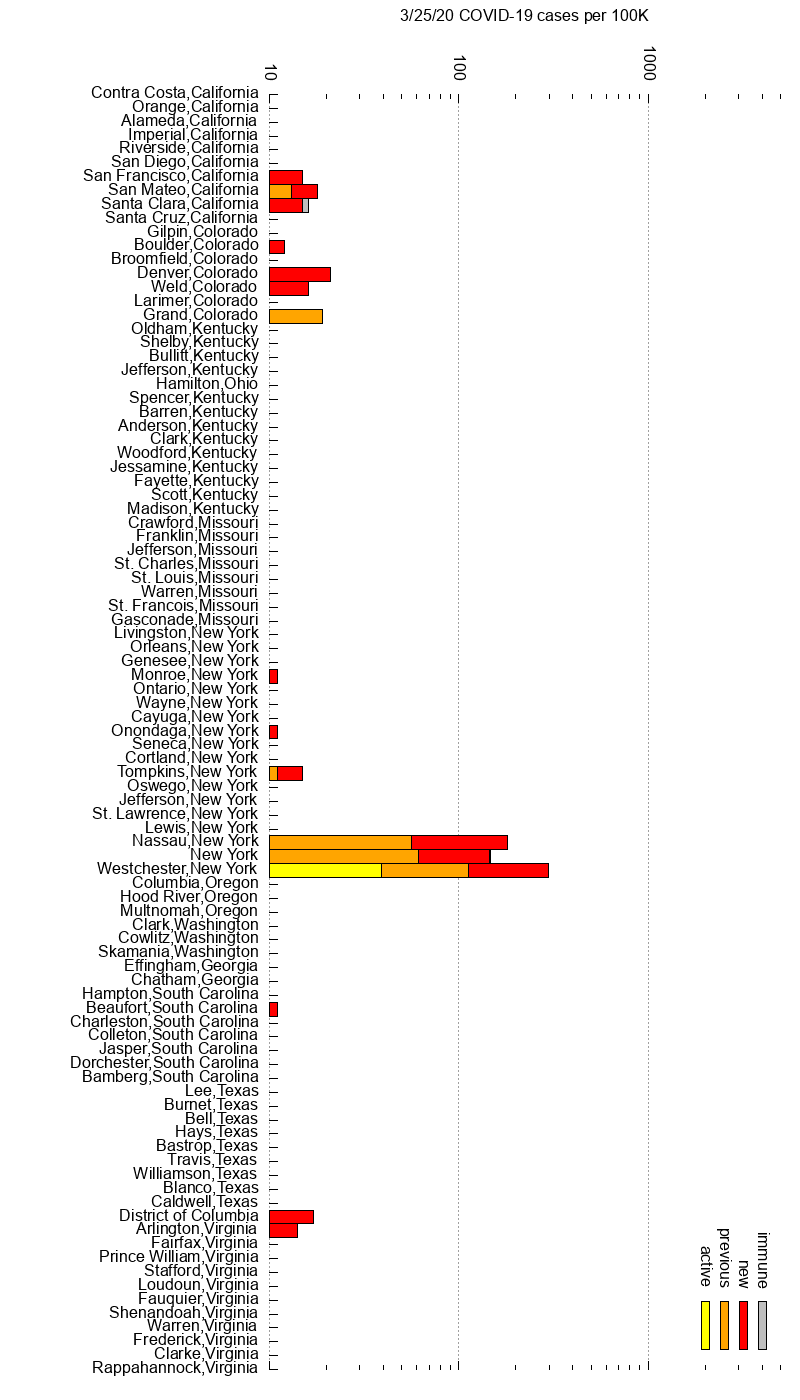 3/25/20 COVID-19 cases per 100K
10
100
1000
Contra Costa,California
Orange,California
Alameda,California
Imperial,California
Riverside,California
San Diego,California
San Francisco,California
San Mateo,California
Santa Clara,California
Santa Cruz,California
Gilpin,Colorado
Boulder,Colorado
Broomfield,Colorado
Denver,Colorado
Weld,Colorado
Larimer,Colorado
Grand,Colorado
Oldham,Kentucky
Shelby,Kentucky
Bullitt,Kentucky
Jefferson,Kentucky
Hamilton,Ohio
Spencer,Kentucky
Barren,Kentucky
Anderson,Kentucky
Clark,Kentucky
Woodford,Kentucky
Jessamine,Kentucky
Fayette,Kentucky
Scott,Kentucky
Madison,Kentucky
Crawford,Missouri
Franklin,Missouri
Jefferson,Missouri
St. Charles,Missouri
St. Louis,Missouri
Warren,Missouri
St. Francois,Missouri
Gasconade,Missouri
Livingston,New York
Orleans,New York
Genesee,New York
Monroe,New York
Ontario,New York
Wayne,New York
Cayuga,New York
Onondaga,New York
Seneca,New York
Cortland,New York
Tompkins,New York
Oswego,New York
Jefferson,New York
St. Lawrence,New York
Lewis,New York
Nassau,New York
New York
Westchester,New York
Columbia,Oregon
Hood River,Oregon
Multnomah,Oregon
Clark,Washington
Cowlitz,Washington
Skamania,Washington
Effingham,Georgia
Chatham,Georgia
Hampton,South Carolina
Beaufort,South Carolina
Charleston,South Carolina
Colleton,South Carolina
Jasper,South Carolina
Dorchester,South Carolina
Bamberg,South Carolina
Lee,Texas
Burnet,Texas
Bell,Texas
Hays,Texas
Bastrop,Texas
Travis,Texas
Williamson,Texas
Blanco,Texas
Caldwell,Texas
District of Columbia
Arlington,Virginia
Fairfax,Virginia
Prince William,Virginia
Stafford,Virginia
Loudoun,Virginia
Fauquier,Virginia
Shenandoah,Virginia
Warren,Virginia
Frederick,Virginia
Clarke,Virginia
Rappahannock,Virginia
immune
new
previous
active